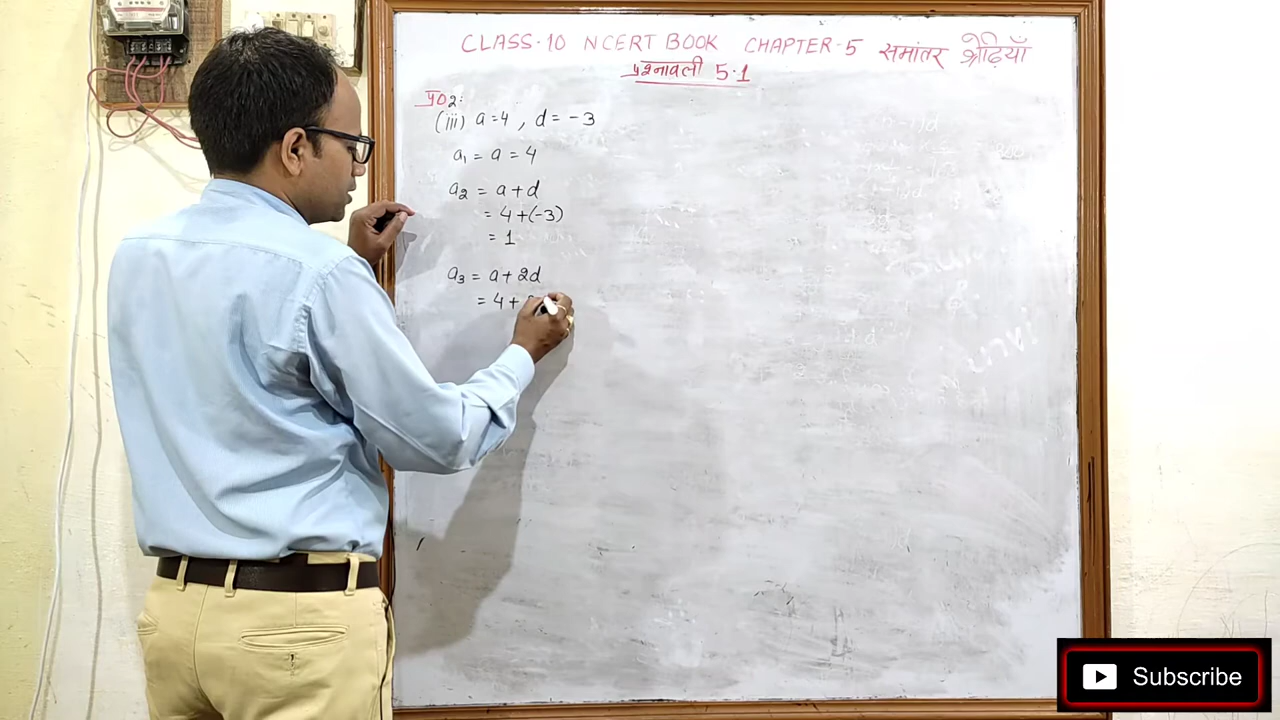 CLASS-10 NCERT BOOK CHAPTER-5 समांतर श्रेढ़ियाँ
प्रश्नावली 5.1
प्र02:
(iii) a=4, d=-3
a₁ = a = 4
a₂ = a+d
= 4+(-3)
= 1
a₃ = a+2d
= 4+
Subscribe